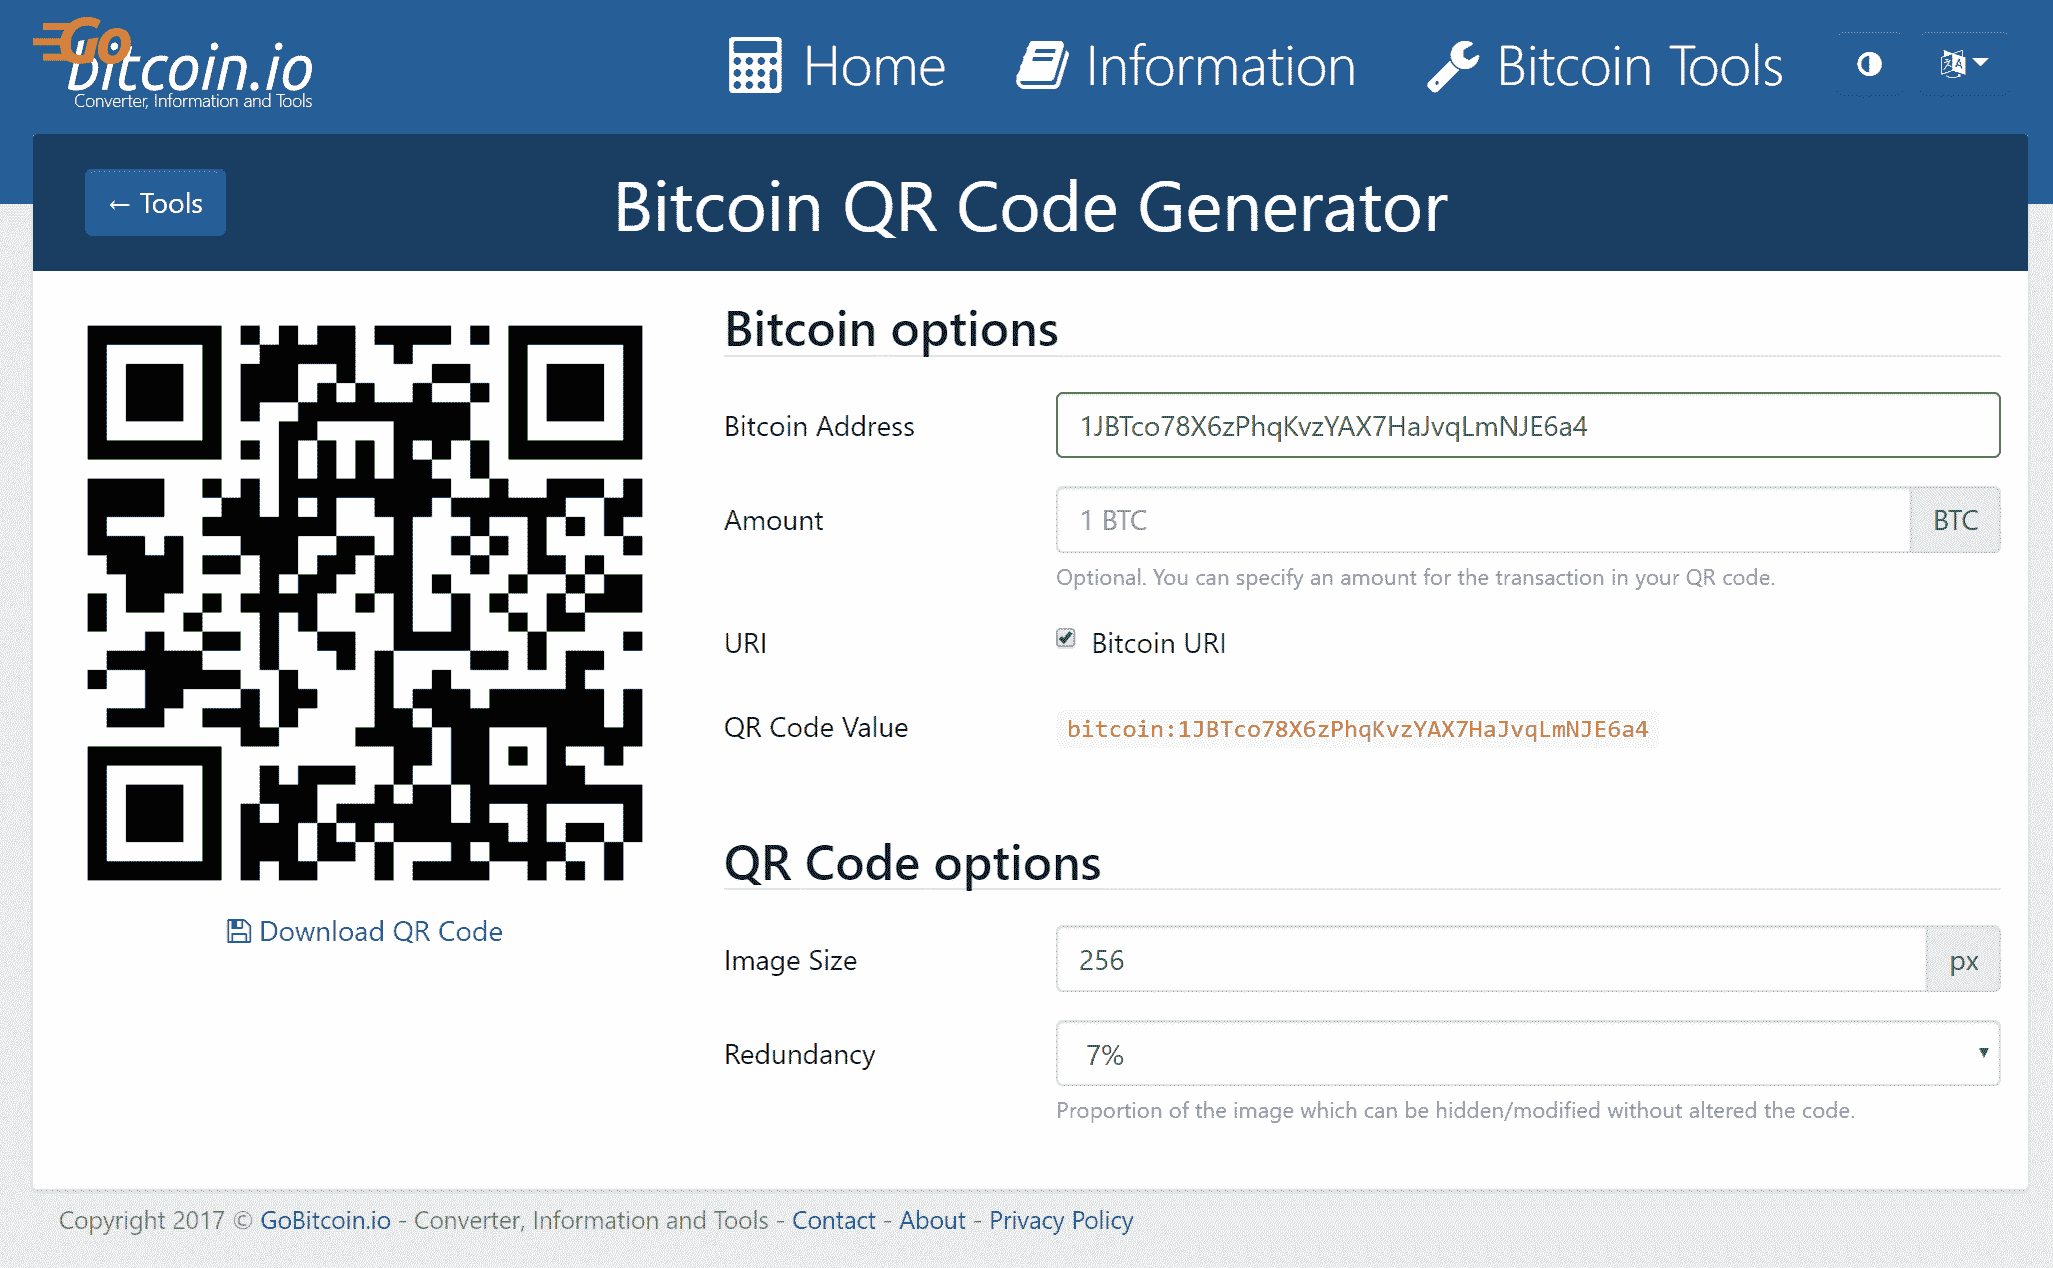 Go
Bitcoin.io
Converter, Information and Tools
Home
Information
Bitcoin Tools
← Tools
Bitcoin QR Code Generator
Bitcoin options
Bitcoin Address
1JBTco78X6zPhqKvzYAX7HaJvqLmNJE6a4
Amount
1 BTC
BTC
Optional. You can specify an amount for the transaction in your QR code.
URI
Bitcoin URI
QR Code Value
bitcoin:1JBTco78X6zPhqKvzYAX7HaJvqLmNJE6a4
Download QR Code
QR Code options
Image Size
256
px
Redundancy
7%
Proportion of the image which can be hidden/modified without altered the code.
Copyright 2017 © GoBitcoin.io - Converter, Information and Tools - Contact - About - Privacy Policy